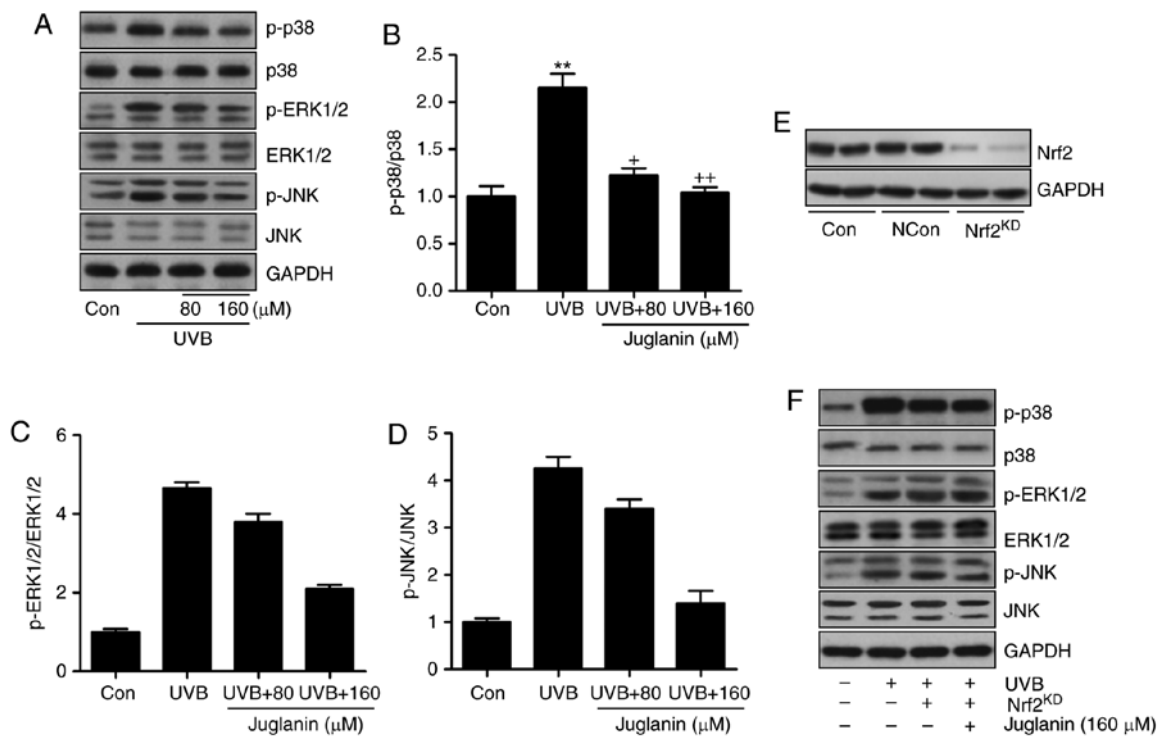 A
p-p38
p38
p-ERK1/2
ERK1/2
p-JNK
JNK
GAPDH
Con 80 160 (μM)
UVB
B
p-p38/p38
2.5
2.0
1.5
1.0
0.5
0.0
**
+
++
Con UVB UVB+80 UVB+160
Juglanin (μM)
E
Nrf2
GAPDH
Con NCon Nrf2KD
C
p-ERK1/2/ERK1/2
6
4
2
0
Con UVB UVB+80 UVB+160
Juglanin (μM)
D
p-JNK/JNK
5
4
3
2
1
0
Con UVB UVB+80 UVB+160
Juglanin (μM)
F
p-p38
p38
p-ERK1/2
ERK1/2
p-JNK
JNK
GAPDH
– + + + UVB
– – + + Nrf2KD
– – – + Juglanin (160 μM)